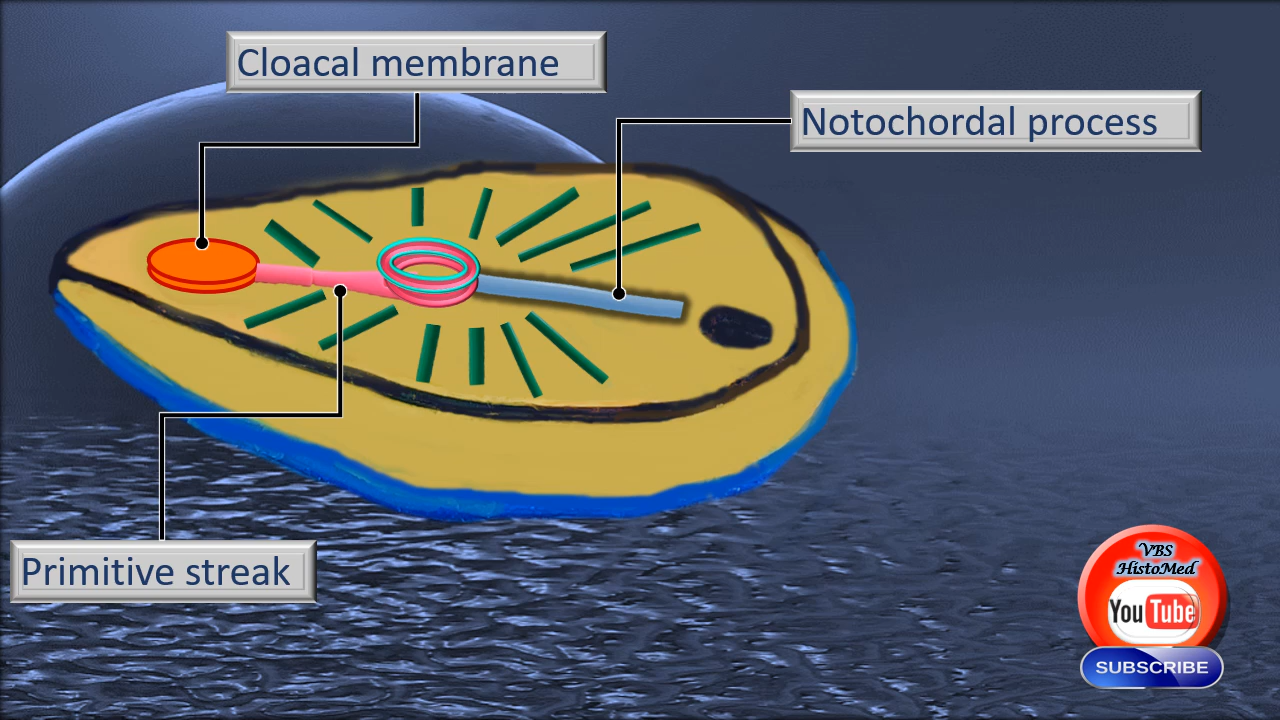 Cloacal membrane
Notochordal process
Primitive streak
VBS
HistoMed
YouTube
SUBSCRIBE